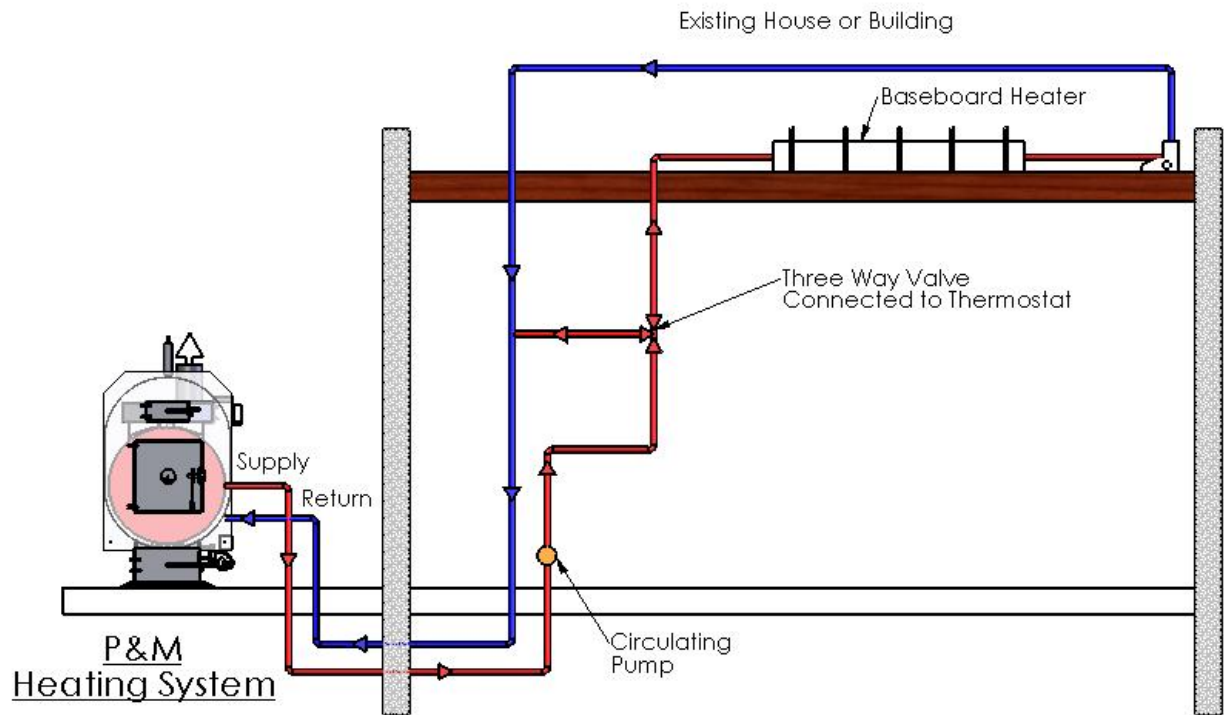 Existing House or Building
Baseboard Heater
Three Way Valve
Connected to Thermostat
Supply
Return
Circulating
Pump
P&M
Heating System